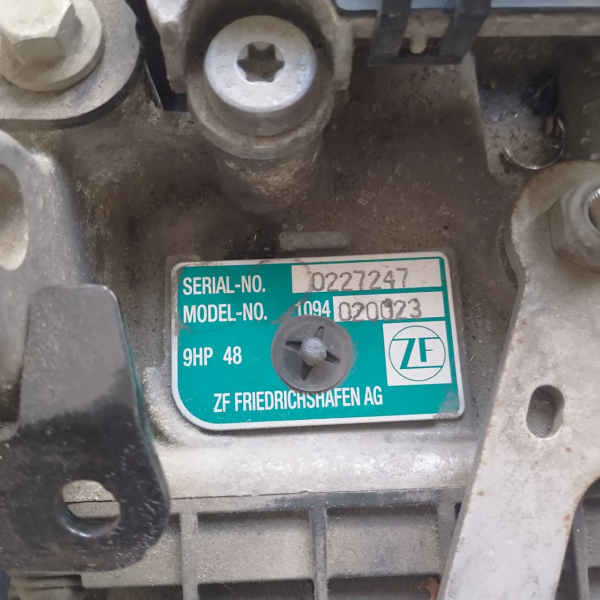 SERIAL-NO. 0227247
MODEL-NO. 1094 020023
9HP 48
ZF
ZF FRIEDRICHSHAFEN AG